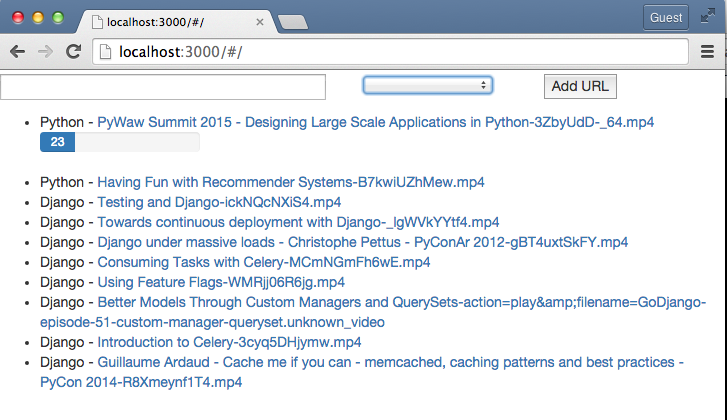 localhost:3000/#/
Guest
localhost:3000/#/
Add URL
Python - PyWaw Summit 2015 - Designing Large Scale Applications in Python-3ZbyUdD-_64.mp4
23
Python - Having Fun with Recommender Systems-B7kwiUZhMew.mp4
Django - Testing and Django-ickNQcNXiS4.mp4
Django - Towards continuous deployment with Django-_lgWVkYYtf4.mp4
Django - Django under massive loads - Christophe Pettus - PyConAr 2012-gBT4uxtSkFY.mp4
Django - Consuming Tasks with Celery-MCmNGmFh6wE.mp4
Django - Using Feature Flags-WMRjj06R6jg.mp4
Django - Better Models Through Custom Managers and QuerySets-action=play&amp;filename=GoDjango-
episode-51-custom-manager-queryset.unknown_video
Django - Introduction to Celery-3cyq5DHjymw.mp4
Django - Guillaume Ardaud - Cache me if you can - memcached, caching patterns and best practices -
PyCon 2014-R8Xmeynf1T4.mp4